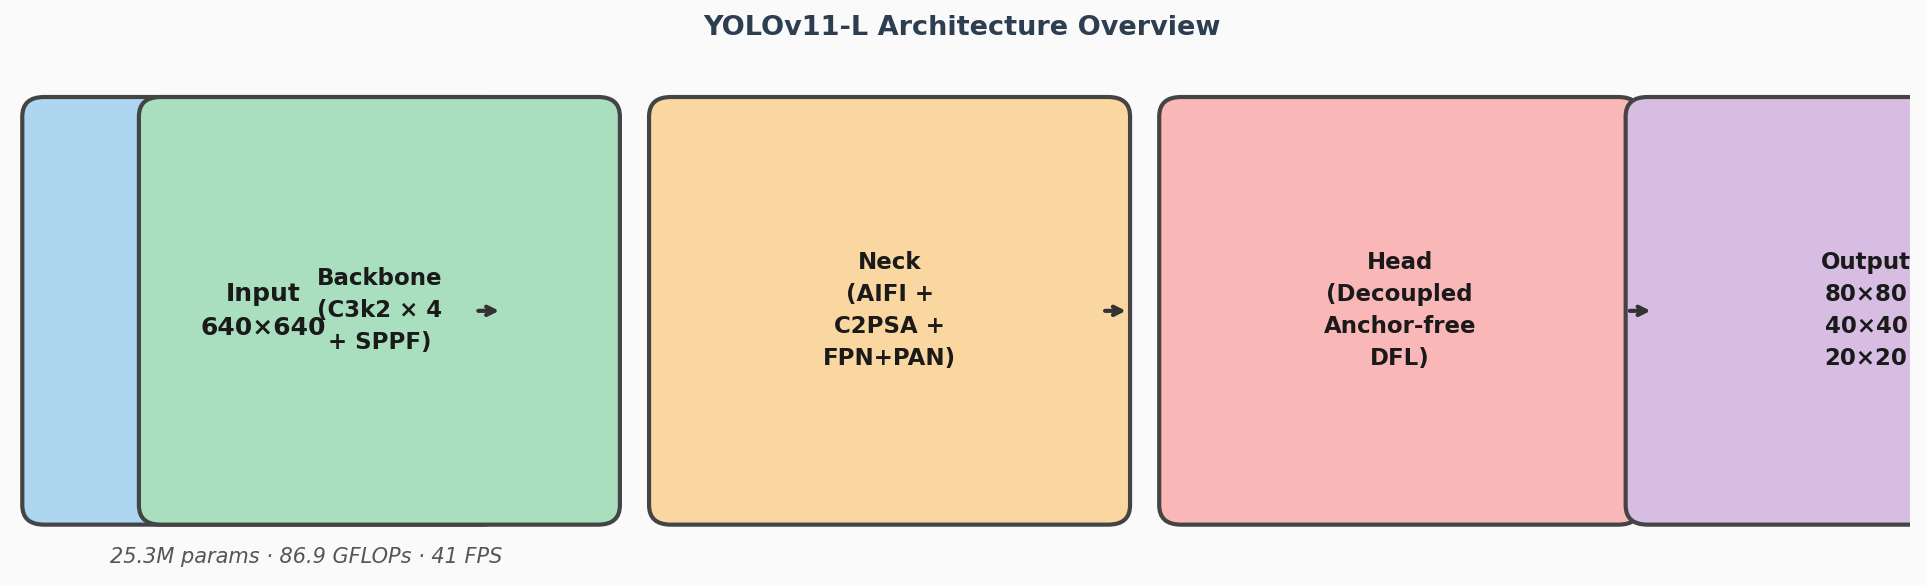 YOLOv11-L Architecture Overview
Input
640×640
Backbone
(C3k2 × 4
+ SPPF)
Neck
(AIFI +
C2PSA +
FPN+PAN)
Head
(Decoupled
Anchor-free
DFL)
Output
80×80
40×40
20×20
25.3M params · 86.9 GFLOPs · 41 FPS